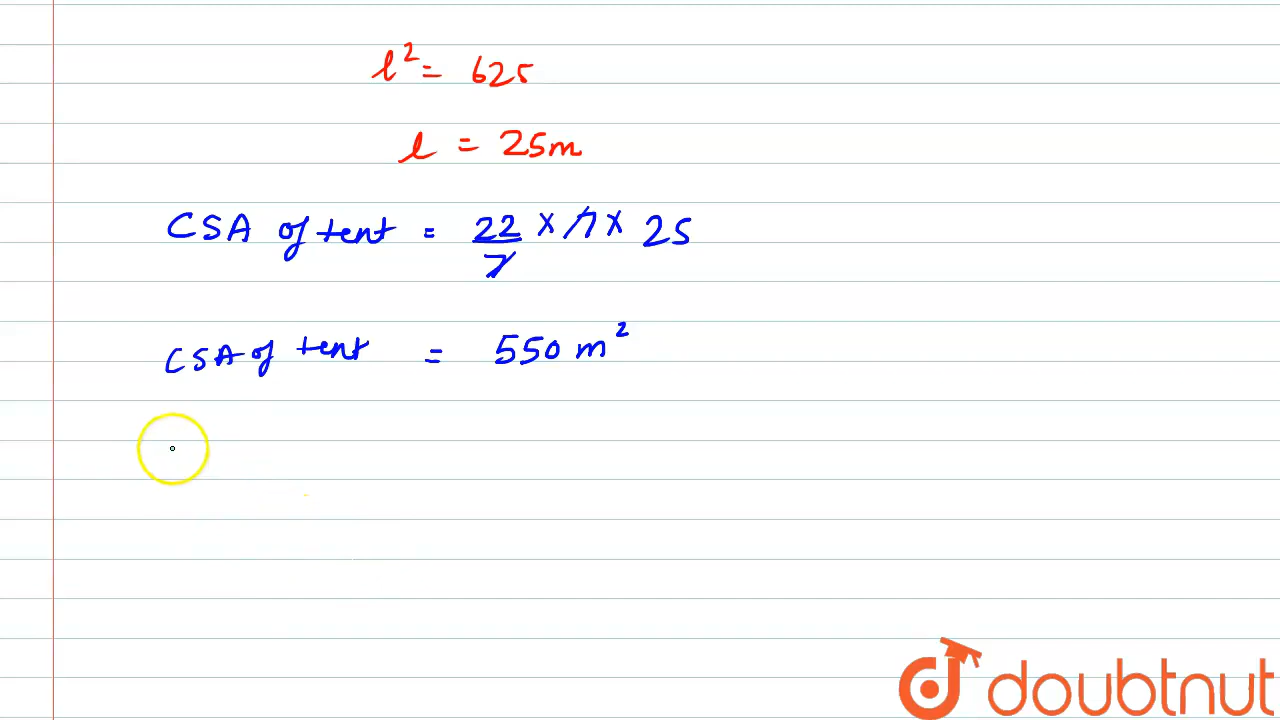 l² = 625
l = 25m
CSA of tent = 22/7 × 7 × 25
CSA of tent = 550 m²
doubtnut